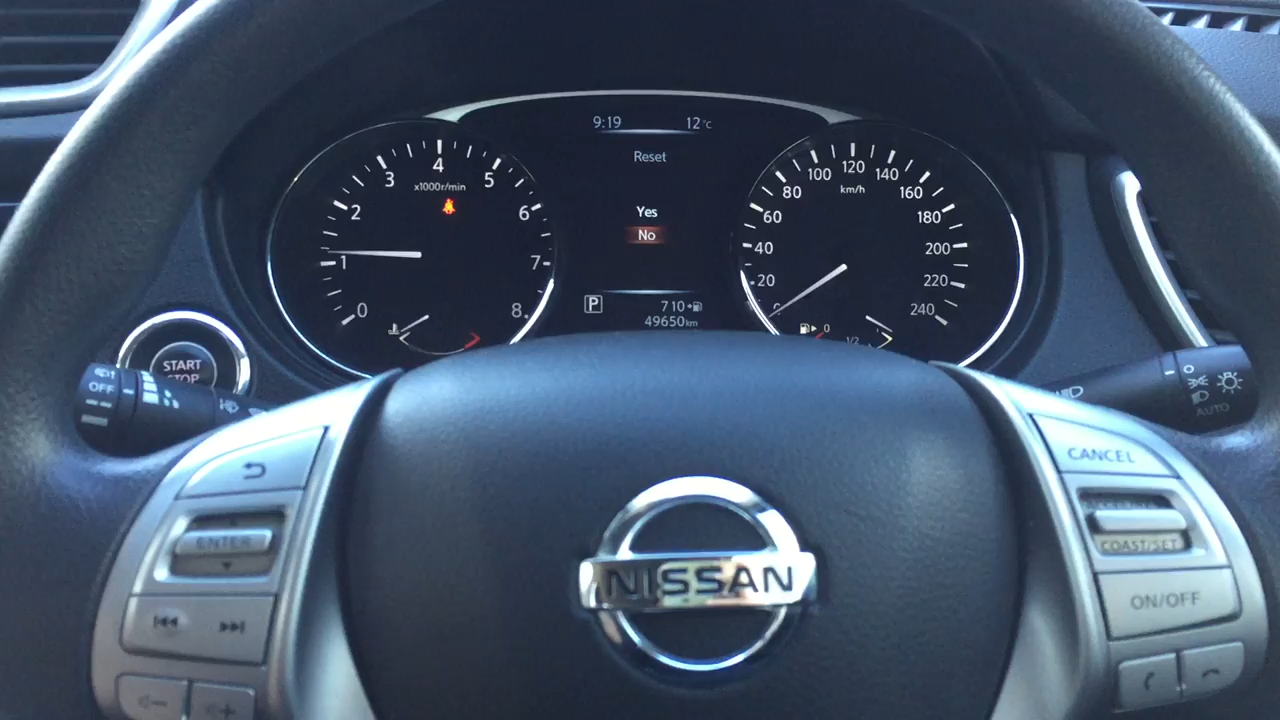 9:19 12°C
Reset
Yes
No
P
710
49650km
0 1 2 3 4 5 6 7 8
x1000r/min
0 20 40 60 80 100 120 140 160 180 200 220 240
km/h
0 1/2
START
STOP
OFF
AUTO
ENTER
NISSAN
CANCEL
COAST/SET
ON/OFF